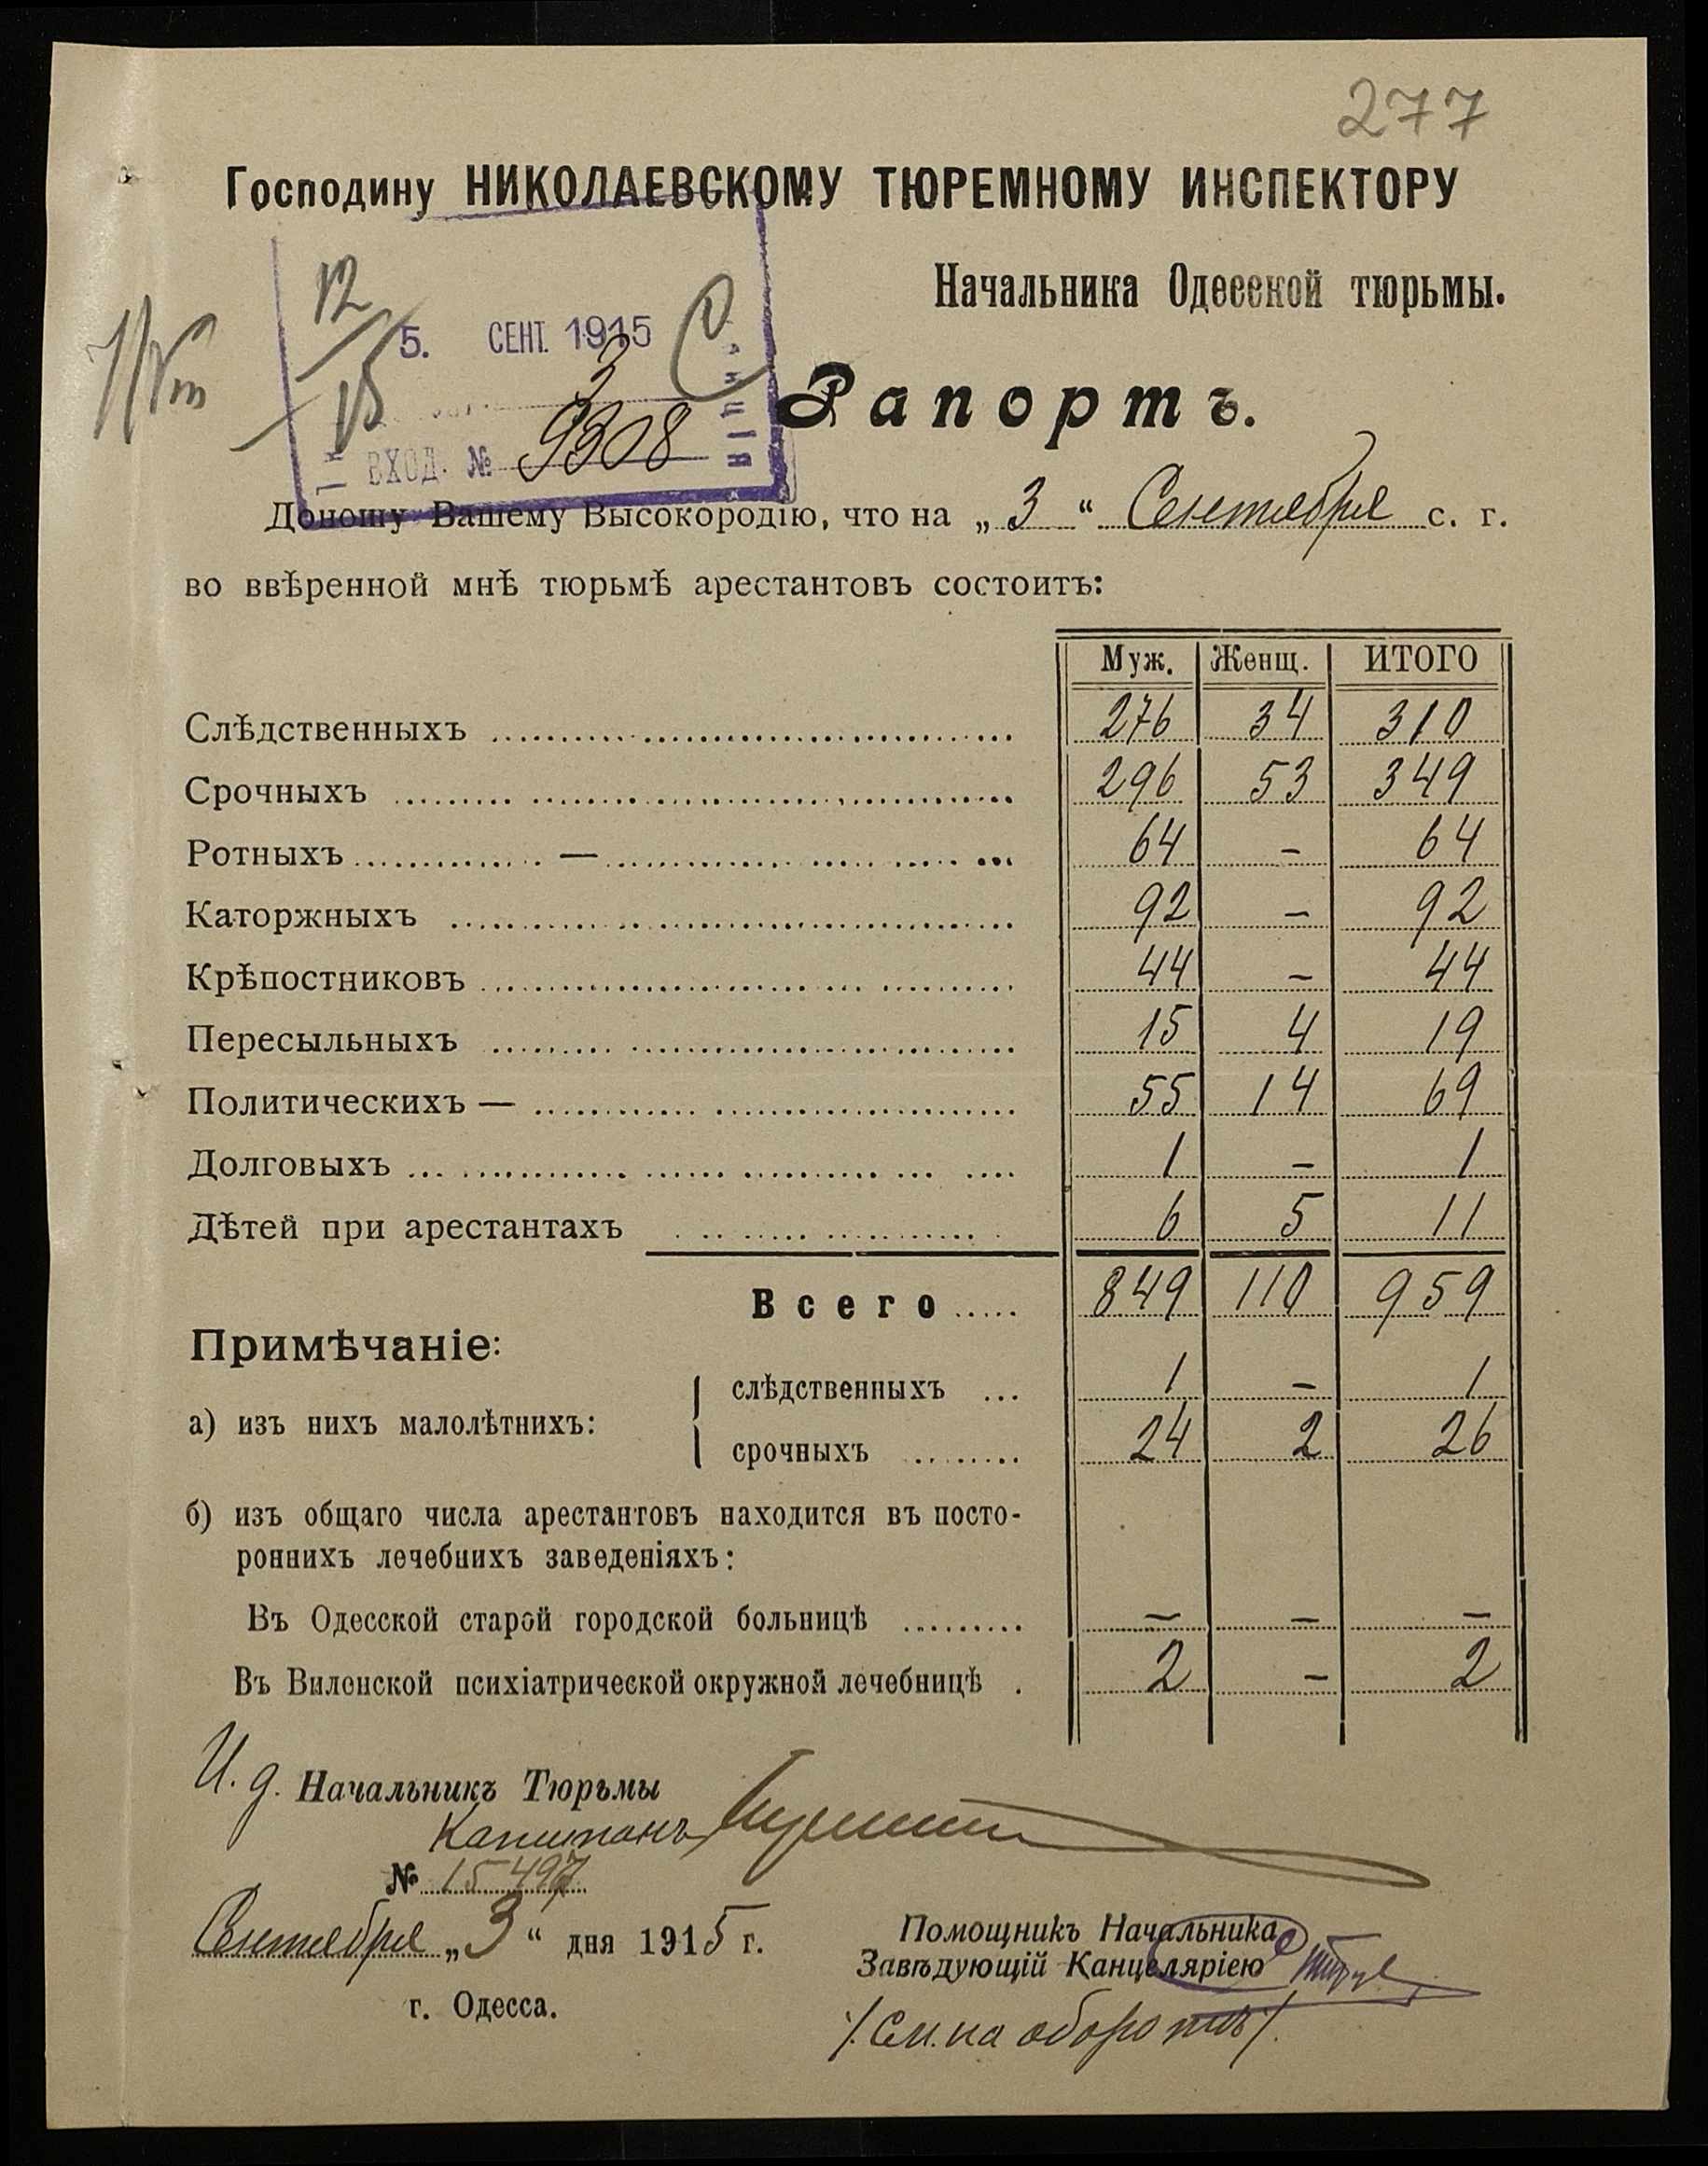 277
Господину НИКОЛАЕВСКОМУ ТЮРЕМНОМУ ИНСПЕКТОРУ
Начальника Одесской тюрьмы.
12/15
5. СЕНТ. 1915
3
ВХОД. № 9308
Рапортъ.
Доношу Вашему Высокородію, что на „3“ Сентября с. г.
во ввѣренной мнѣ тюрьмѣ арестантовъ состоитъ:
Муж. Женщ. ИТОГО
Слѣдственныхъ 276 34 310
Срочныхъ 296 53 349
Ротныхъ — 64 - 64
Каторжныхъ 92 - 92
Крѣпостниковъ 44 - 44
Пересыльныхъ 15 4 19
Политическихъ — 55 14 69
Долговыхъ 1 - 1
Дѣтей при арестантахъ 6 5 11
Всего 849 110 959
Примѣчаніе:
а) изъ нихъ малолѣтнихъ:
слѣдственныхъ 1 - 1
срочныхъ 24 2 26
б) изъ общаго числа арестантовъ находится въ посто-
роннихъ лечебнихъ заведеніяхъ:
Въ Одесской старой городской больницѣ - - -
Въ Виленской психіатрической окружной лечебницѣ 2 - 2
И. д. Начальникъ Тюрьмы
Капитанъ
№ 15497
Сентября „3“ дня 1915 г.
г. Одесса.
Помощникъ Начальника
Завѣдующій Канцеляріею
/См. на оборотѣ/.